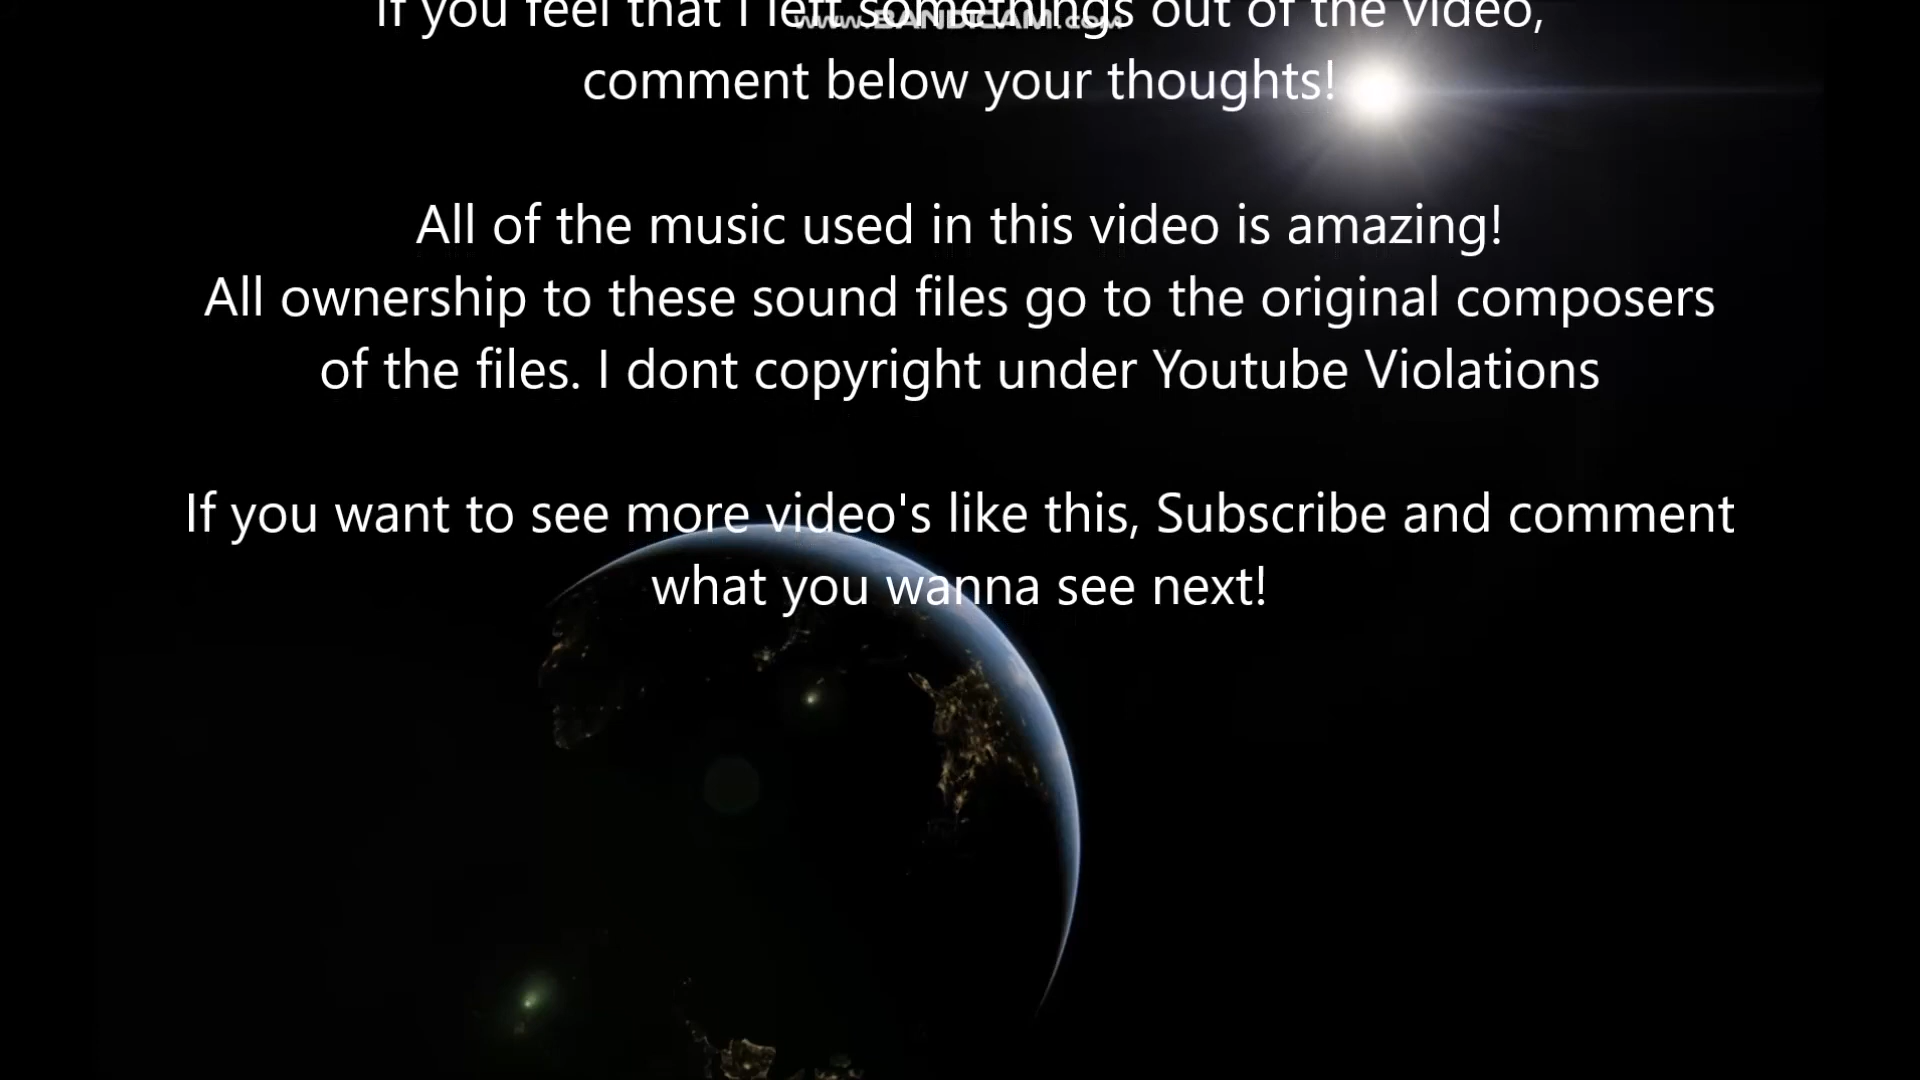 If you feel that I left somethings out of the video,
www.BANDICAM.com
comment below your thoughts!
All of the music used in this video is amazing!
All ownership to these sound files go to the original composers
of the files. I dont copyright under Youtube Violations
If you want to see more video's like this, Subscribe and comment
what you wanna see next!